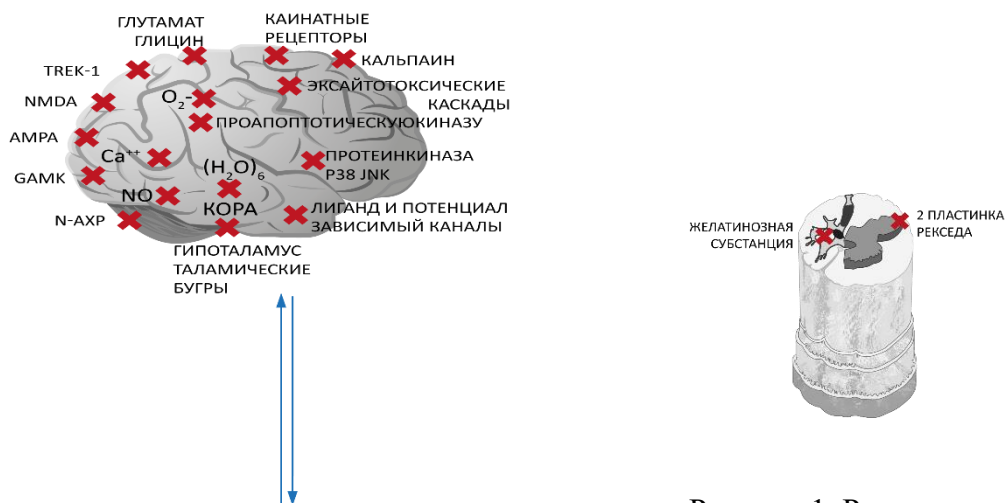 ГЛУТАМАТ
ГЛИЦИН
КАИНАТНЫЕ
РЕЦЕПТОРЫ
TREK-1
КАЛЬПАИН
NMDA
O₂-
ЭКСАЙТОТОКСИЧЕСКИЕ
КАСКАДЫ
ПРОАПОПТОТИЧЕСКУЮКИНАЗУ
AMPA
Ca⁺⁺
(H₂O)₆
ПРОТЕИНКИНАЗА
P38 JNK
GAMK
NO
КОРА
N-AXP
ЛИГАНД И ПОТЕНЦИАЛ
ЗАВИСИМЫЙ КАНАЛЫ
ГИПОТАЛАМУС
ТАЛАМИЧЕСКИЕ
БУГРЫ
ЖЕЛАТИНОЗНАЯ
СУБСТАНЦИЯ
2 ПЛАСТИНКА
РЕКСЕДА